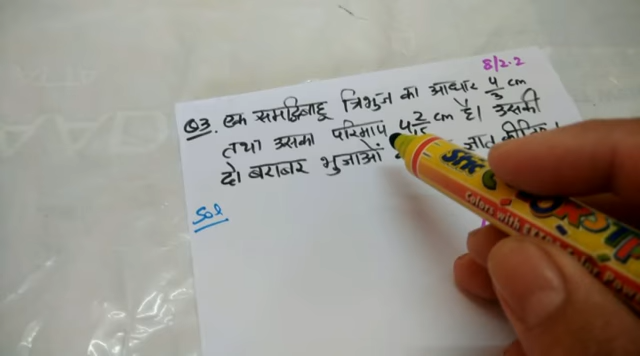 8/2.2
Q3. एक समद्विबाहू त्रिभुज का आधार 4/3 cm
तथा उसका परिमाप 4 2/15 cm है। उसकी
दो बराबर भुजाओं ज्ञात कीजिए।
Sol